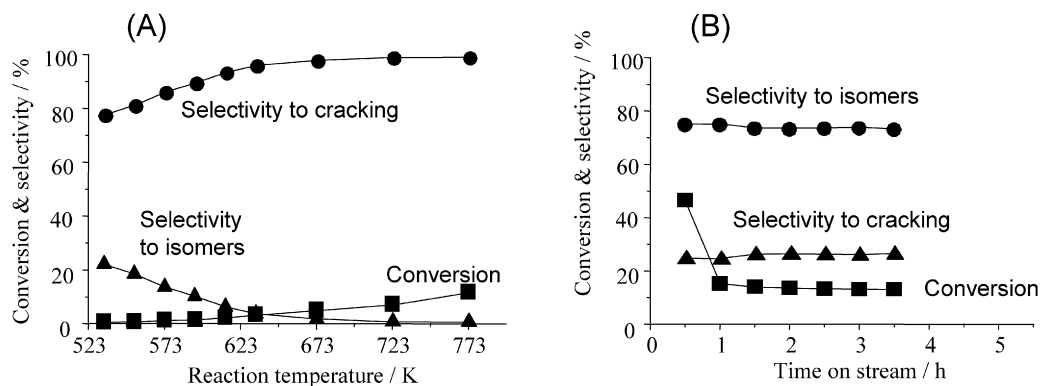 (A)
Conversion & selectivity / %
100
80
60
40
20
0
Selectivity to cracking
Selectivity
to isomers
Conversion
523 573 623 673 723 773
Reaction temperature / K
(B)
Conversion & selectivity / %
100
80
60
40
20
0
Selectivity to isomers
Selectivity to cracking
Conversion
0 1 2 3 4 5
Time on stream / h